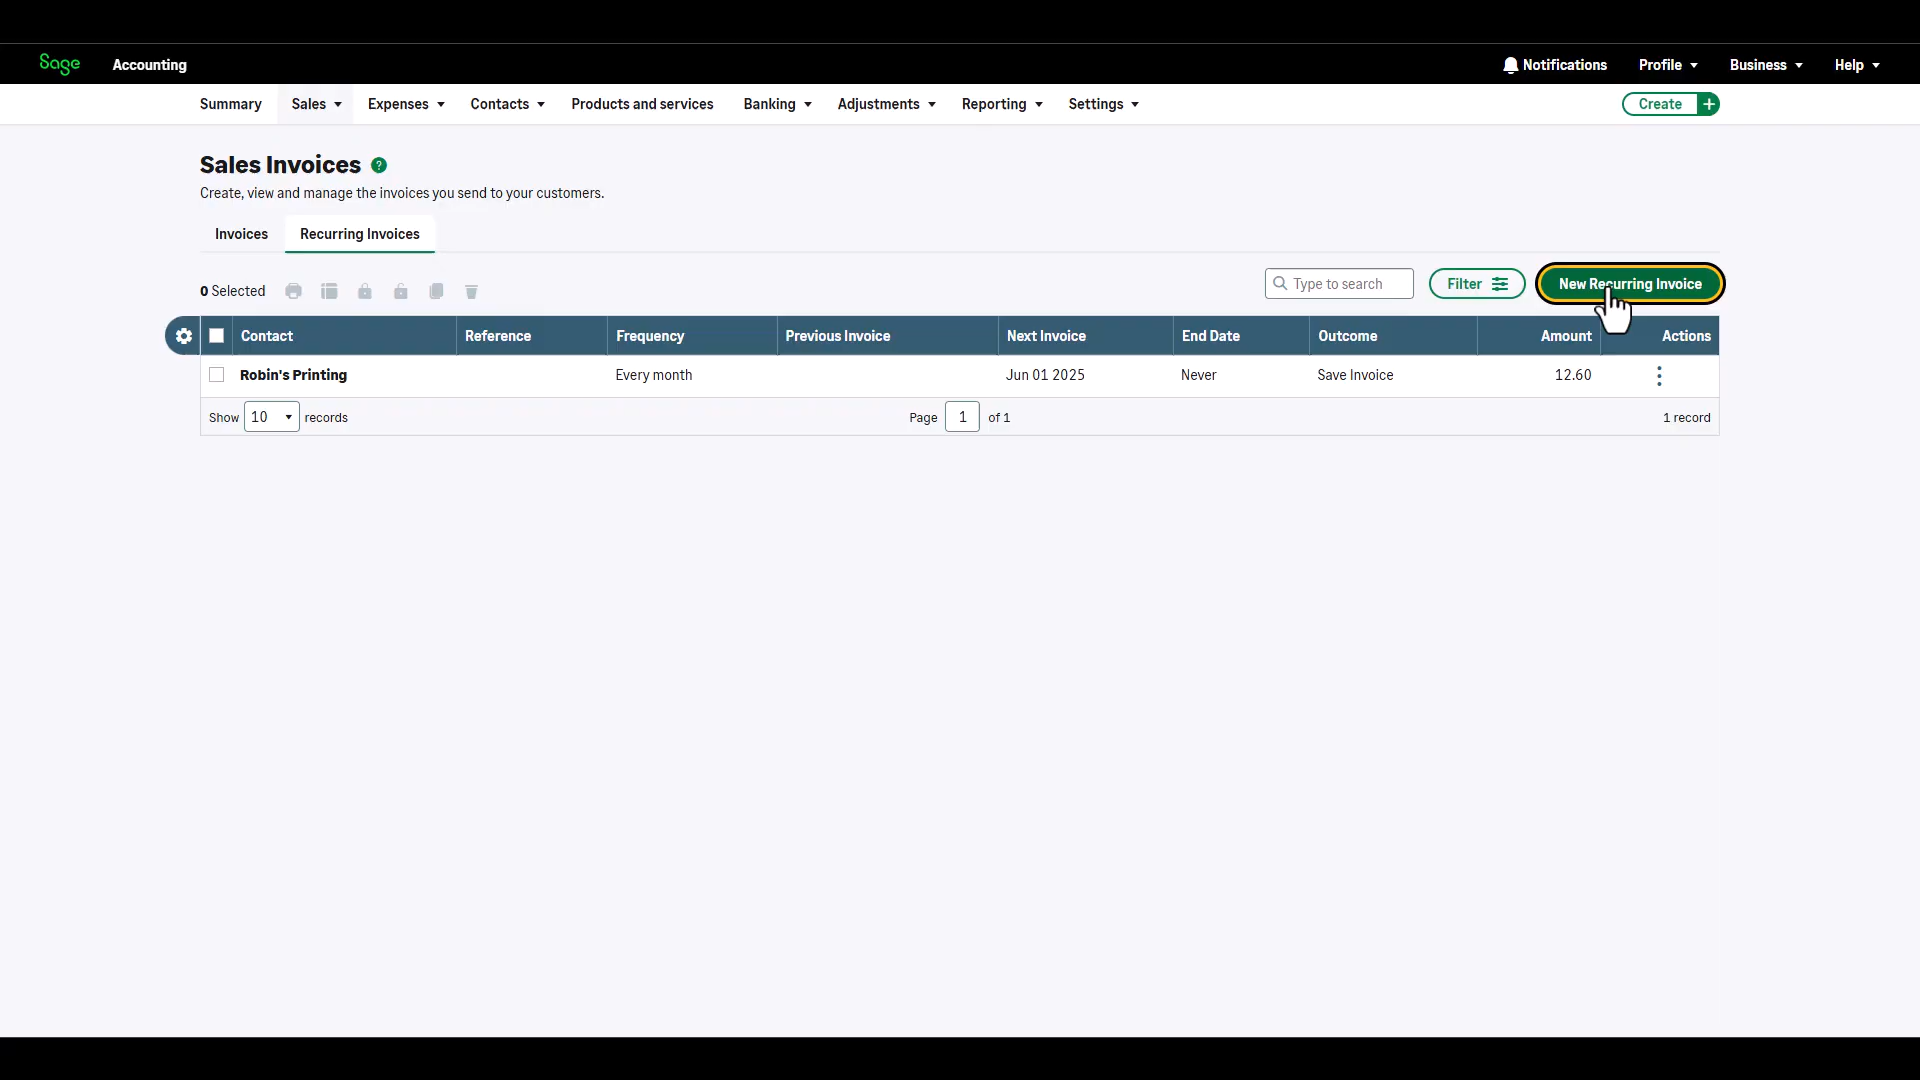 Sage Accounting Notifications Profile Business Help
Summary Sales Expenses Contacts Products and services Banking Adjustments Reporting Settings Create +
Sales Invoices ?
Create, view and manage the invoices you send to your customers.
Invoices Recurring Invoices
0 Selected Type to search Filter New Recurring Invoice
Contact Reference Frequency Previous Invoice Next Invoice End Date Outcome Amount Actions
Robin's Printing Every month Jun 01 2025 Never Save Invoice 12.60
Show 10 records Page 1 of 1 1 record